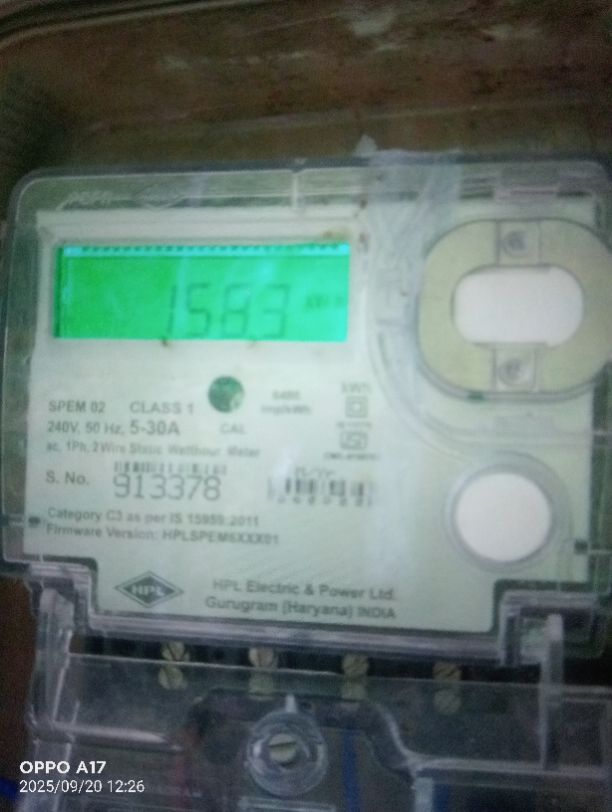 1583
kWh
SPEM 02 CLASS 1
240V, 50 Hz, 5-30A
CAL
imp/kWh
ac, 1Ph, 2Wire Static Watthour Meter
S. No. 913378
Category C3 as per IS 15959:2011
Firmware Version: HPLSPEM6XXX01
HPL
HPL Electric & Power Ltd.
Gurugram (Haryana) INDIA
OPPO A17
2025/09/20 12:26